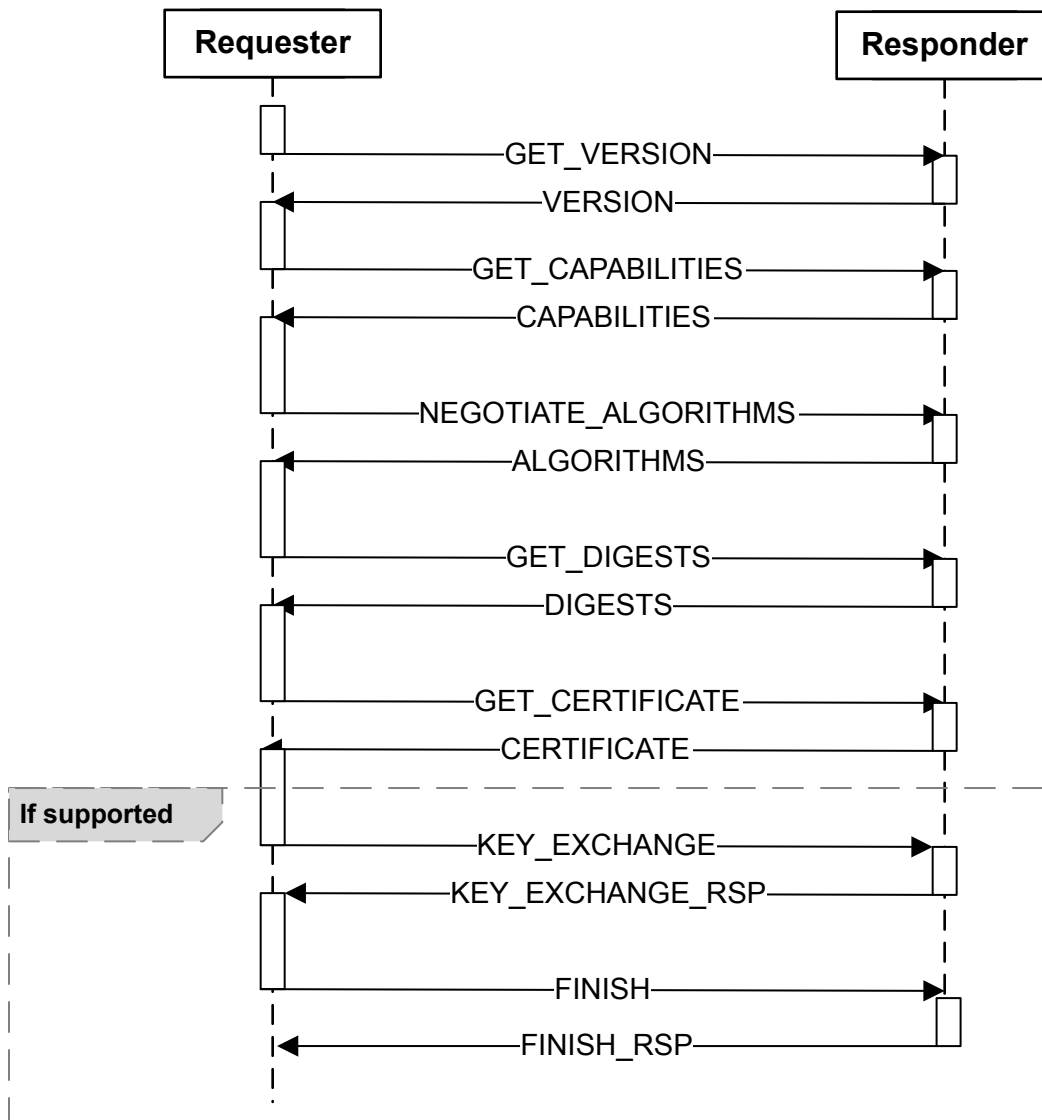 Requester
Responder
GET_VERSION
VERSION
GET_CAPABILITIES
CAPABILITIES
NEGOTIATE_ALGORITHMS
ALGORITHMS
GET_DIGESTS
DIGESTS
GET_CERTIFICATE
CERTIFICATE
If supported
KEY_EXCHANGE
KEY_EXCHANGE_RSP
FINISH
FINISH_RSP